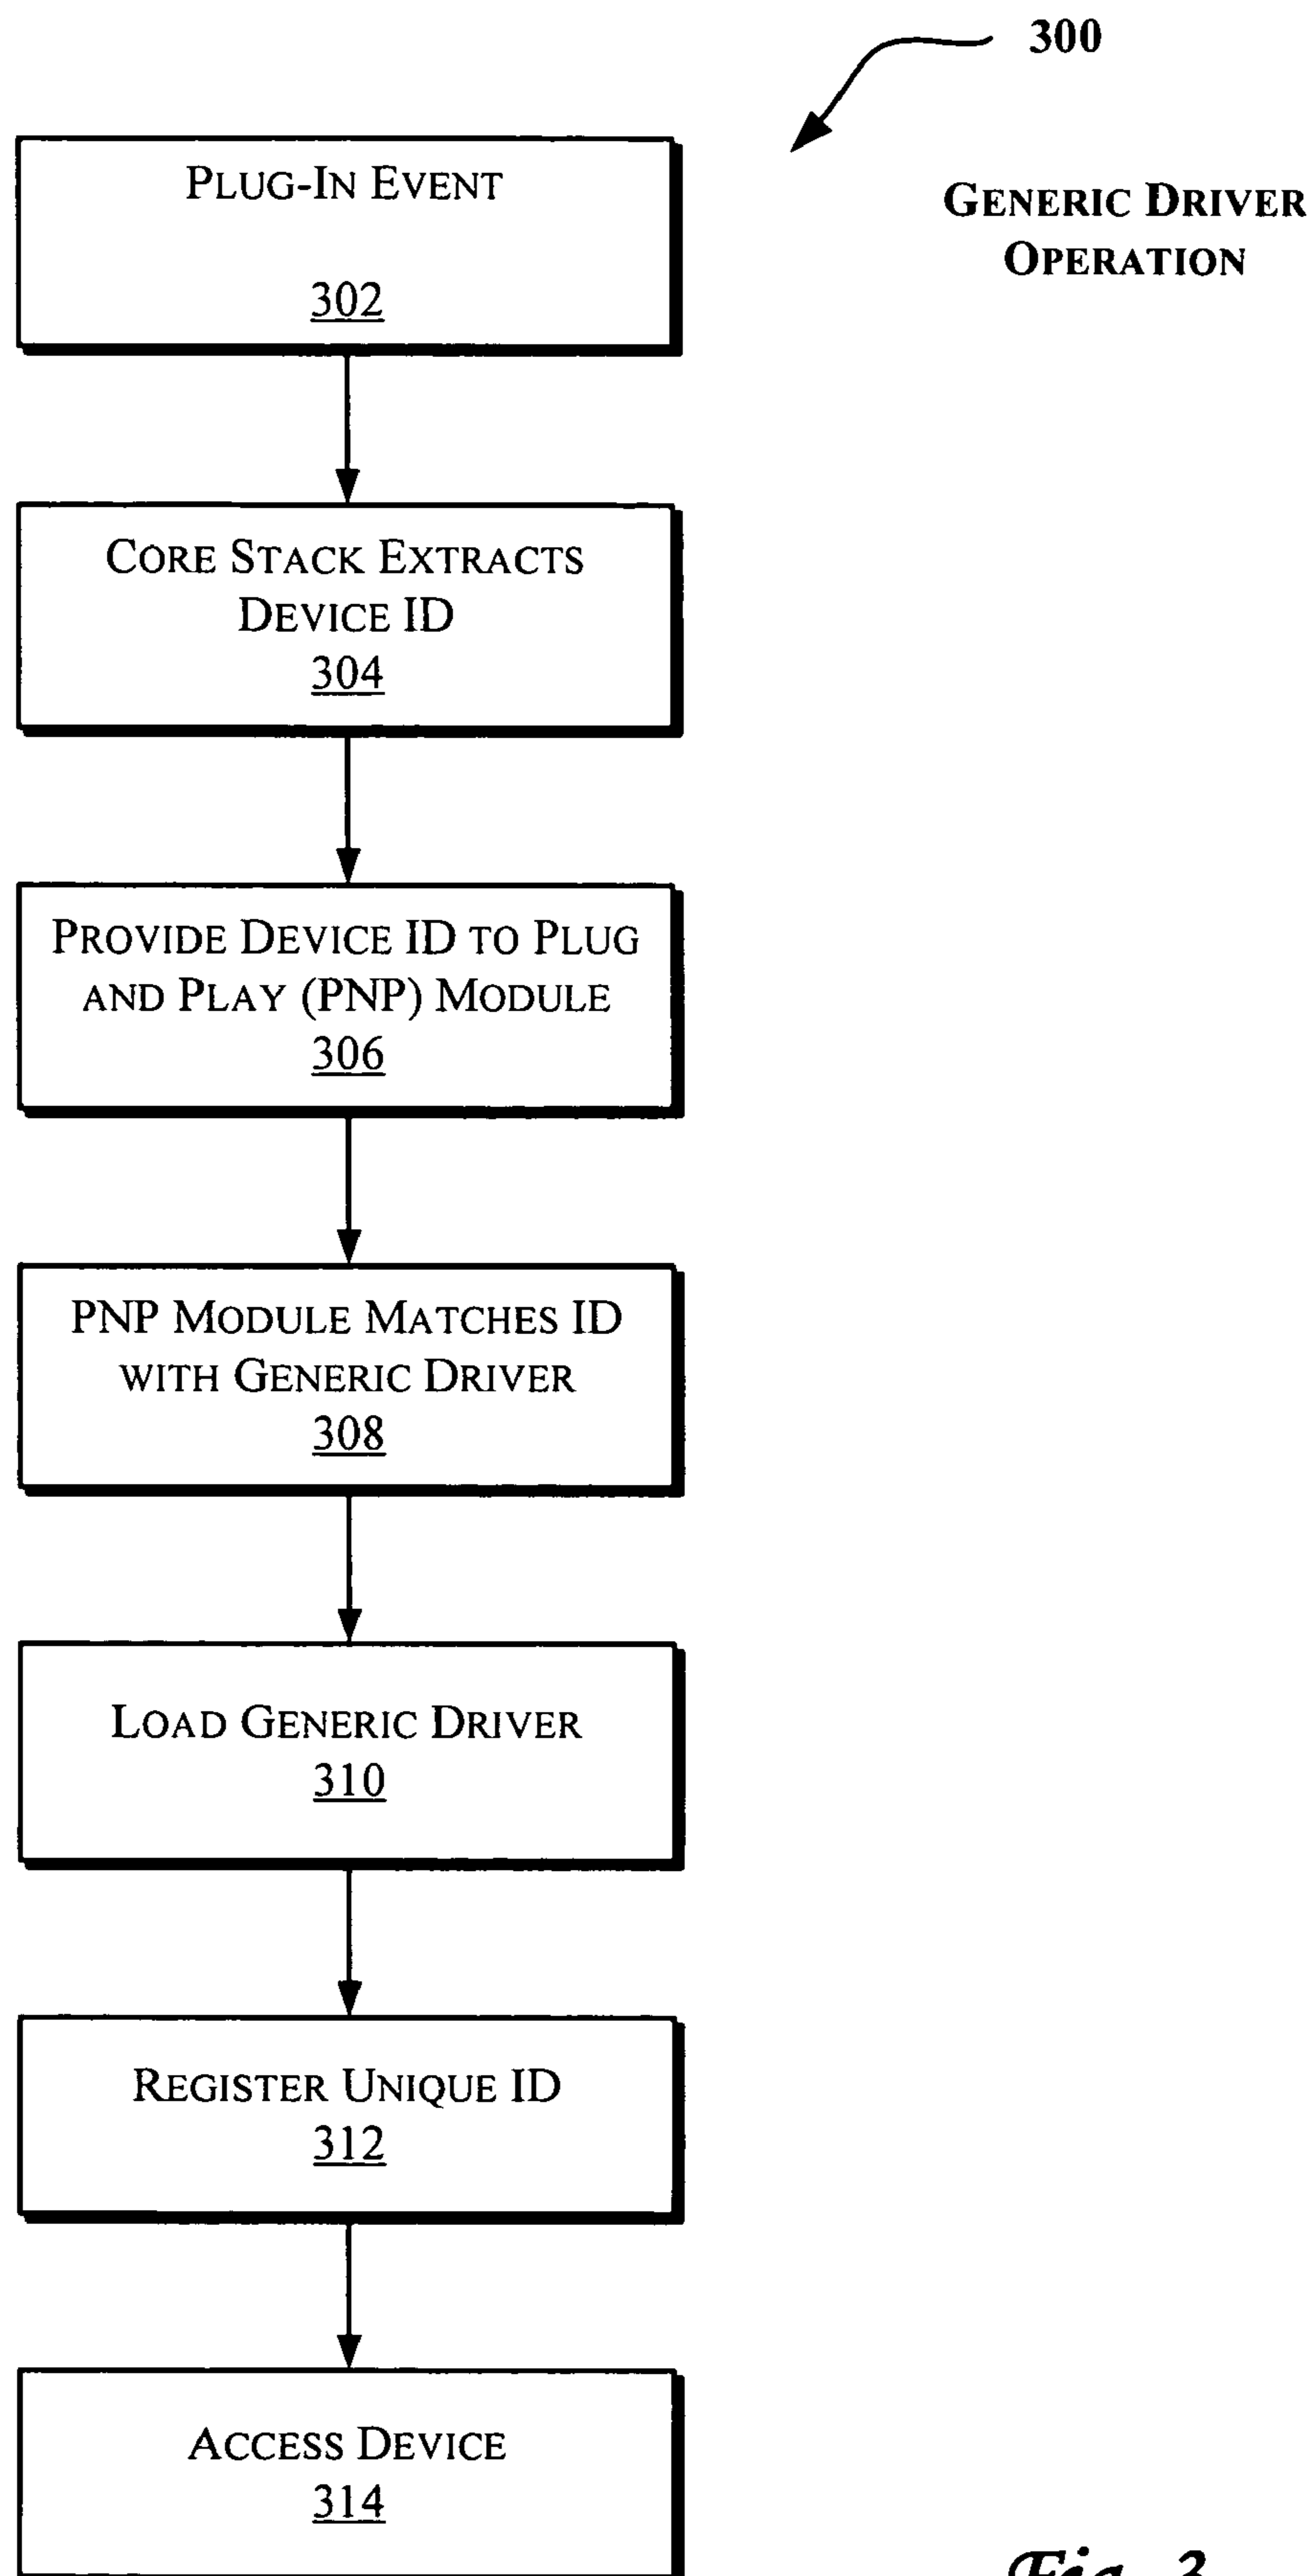 300
GENERIC DRIVER
OPERATION
PLUG-IN EVENT
302
CORE STACK EXTRACTS
DEVICE ID
304
PROVIDE DEVICE ID TO PLUG
AND PLAY (PNP) MODULE
306
PNP MODULE MATCHES ID
WITH GENERIC DRIVER
308
LOAD GENERIC DRIVER
310
REGISTER UNIQUE ID
312
ACCESS DEVICE
314
Fig. 3